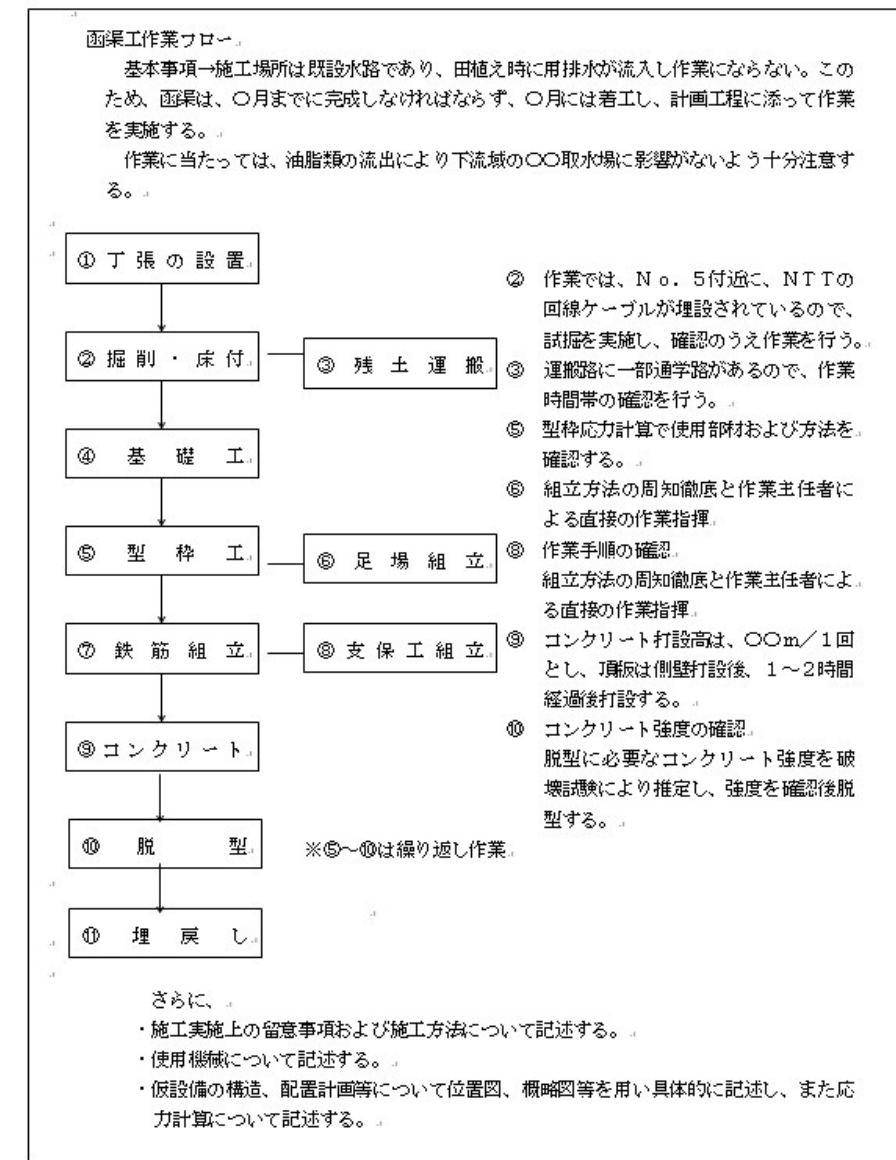 函渠工作業フロー
基本事項→施工場所は既設水路であり、田植え時に用排水が流入し作業にならない。この
ため、函渠は、〇月までに完成しなければならず、〇月には着工し、計画工程に添って作業
を実施する。
作業に当たっては、油脂類の流出により下流域の〇〇取水場に影響がないよう十分注意す
る。
①丁張の設置
②掘削・床付
③残土運搬
④基礎工
⑤型枠工
⑥足場組立
⑦鉄筋組立
⑧支保工組立
⑨コンクリート
⑩脱型
⑪埋戻し
② 作業では、No.5付近に、NTTの
回線ケーブルが埋設されているので、
試掘を実施し、確認のうえ作業を行う。
③ 運搬路に一部通学路があるので、作業
時間帯の確認を行う。
⑤ 型枠応力計算で使用部材および方法を
確認する。
⑥ 組立方法の周知徹底と作業主任者に
よる直接の作業指揮
⑧ 作業手順の確認
組立方法の周知徹底と作業主任者によ
る直接の作業指揮
⑨ コンクリート打設高は、〇〇m/1回
とし、頂版は側壁打設後、1~2時間
経過後打設する。
⑩ コンクリート強度の確認
脱型に必要なコンクリート強度を破
壊試験により推定し、強度を確認後脱
型する。
※⑤~⑩は繰り返し作業
さらに、
・施工実施上の留意事項および施工方法について記述する。
・使用機械について記述する。
・仮設備の構造、配置計画等について位置図、概略図等を用い具体的に記述し、また応
力計算について記述する。